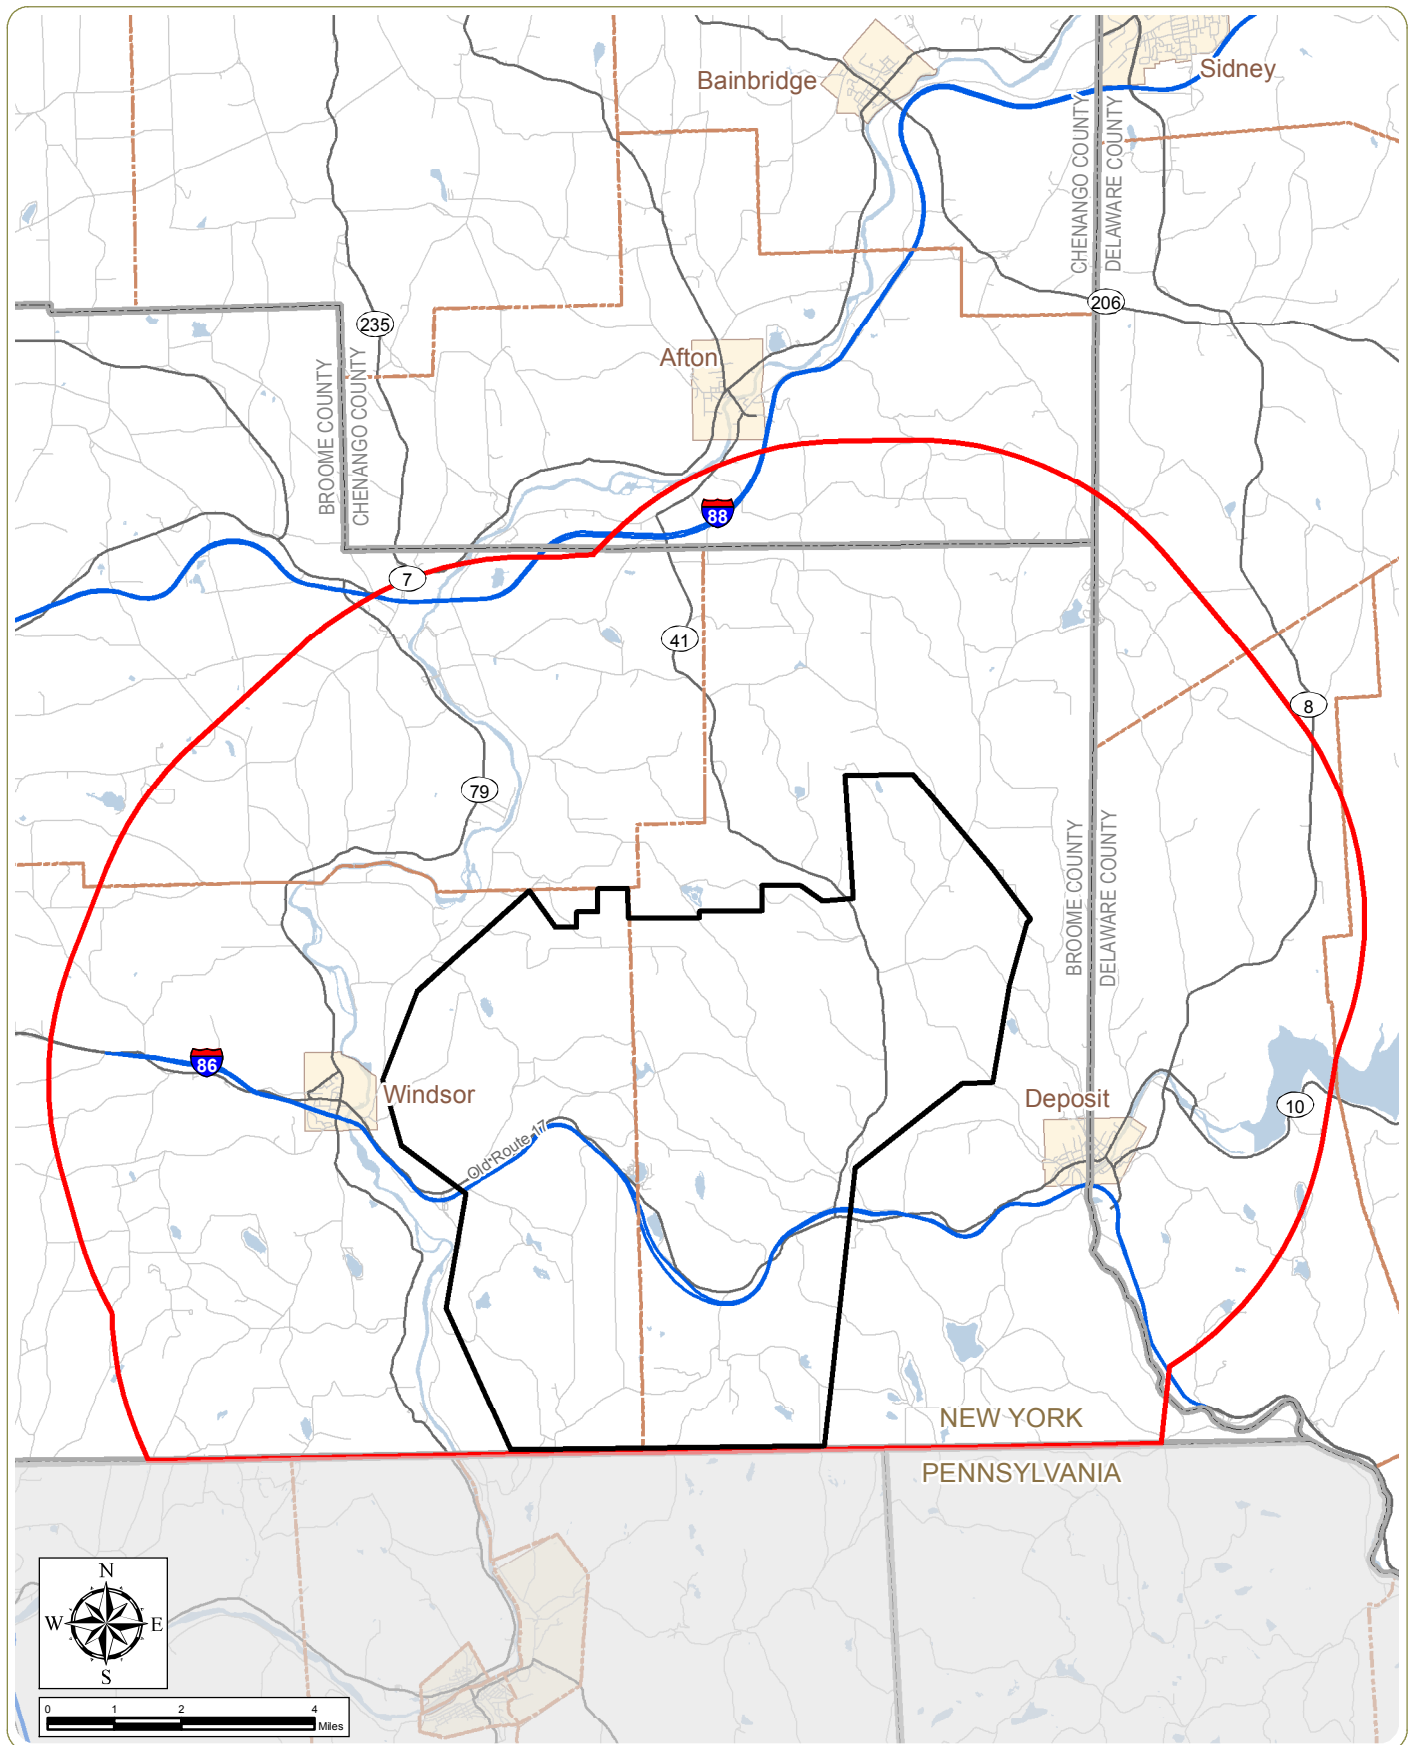 Bainbridge
Sidney
CHENANGO COUNTY
DELAWARE COUNTY
206
235
Afton
BROOME COUNTY
CHENANGO COUNTY
88
7
41
8
79
BROOME COUNTY
DELAWARE COUNTY
86
Windsor
Deposit
10
Old Route 17
NEW YORK
PENNSYLVANIA
N
W
E
S
0 1 2 4
Miles